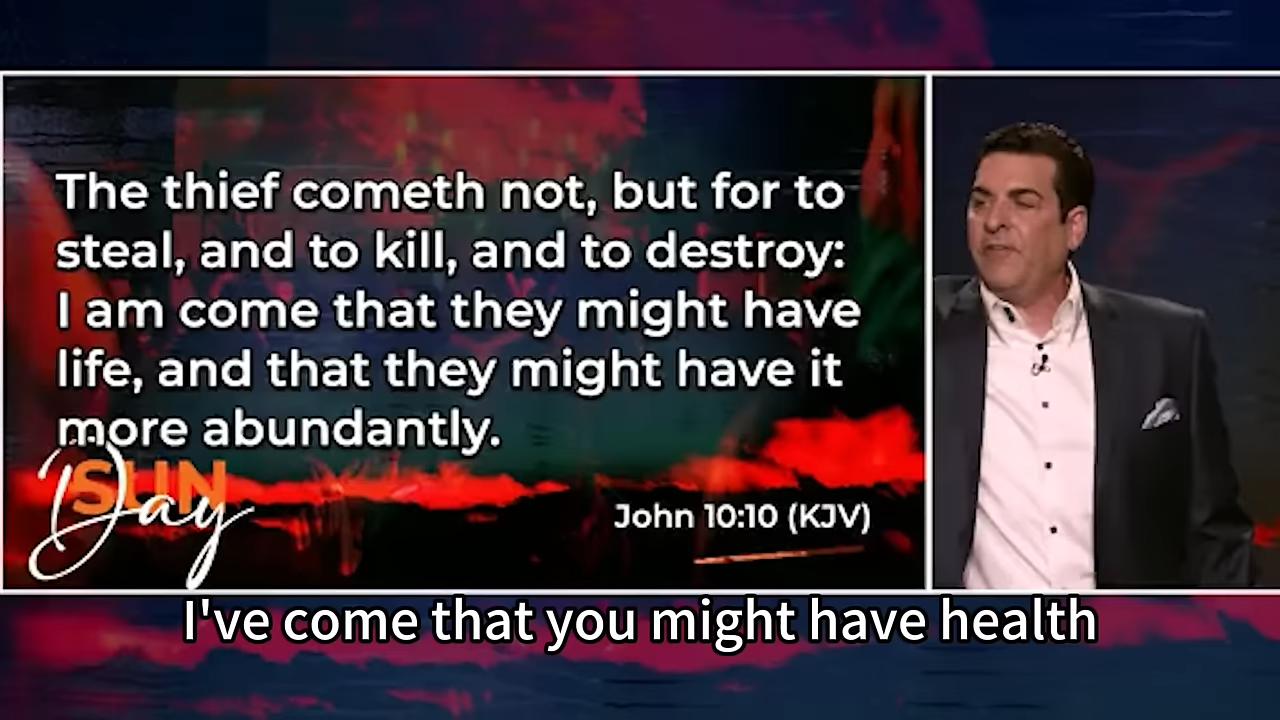 The thief cometh not, but for to
steal, and to kill, and to destroy:
I am come that they might have
life, and that they might have it
more abundantly.
SUN
Day
John 10:10 (KJV)
I've come that you might have health